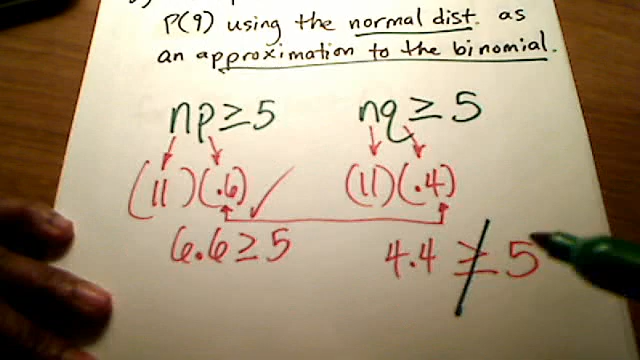 P(9) using the normal dist. as
an approximation to the binomial.
np ≥ 5 nq ≥ 5
(11)(.6) ✓ (11)(.4)
6.6 ≥ 5 4.4 ≱ 5